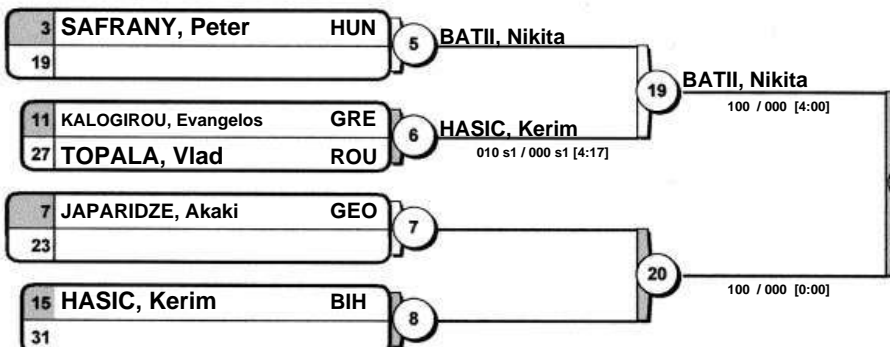 3 SAFRANY, Peter HUN
19
5 BATII, Nikita
11 KALOGIROU, Evangelos GRE
27 TOPALA, Vlad ROU
6 HASIC, Kerim
010 s1 / 000 s1 [4:17]
19 BATII, Nikita
100 / 000 [4:00]
7 JAPARIDZE, Akaki GEO
23
7
15 HASIC, Kerim BIH
31
8
20
100 / 000 [0:00]